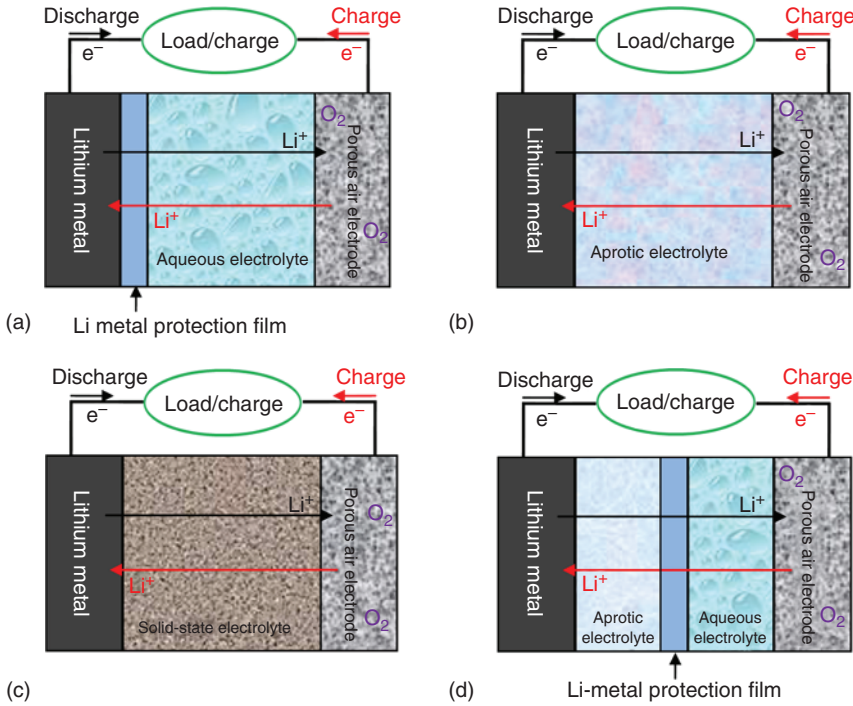 Discharge
e⁻
Load/charge
Charge
e⁻
Lithium metal
O₂
Li⁺
Li⁺
Porous air electrode
O₂
Aqueous electrolyte
(a)
Li metal protection film
Discharge
e⁻
Load/charge
Charge
e⁻
Lithium metal
O₂
Li⁺
Li⁺
Porous air electrode
O₂
Aprotic electrolyte
(b)
Discharge
e⁻
Load/charge
Charge
e⁻
Lithium metal
Li⁺
O₂
Li⁺
Porous air electrode
O₂
Solid-state electrolyte
(c)
Discharge
e⁻
Load/charge
Charge
e⁻
Lithium metal
O₂
Li⁺
Li⁺
Porous air electrode
O₂
Aprotic
electrolyte
Aqueous
electrolyte
(d)
Li-metal protection film